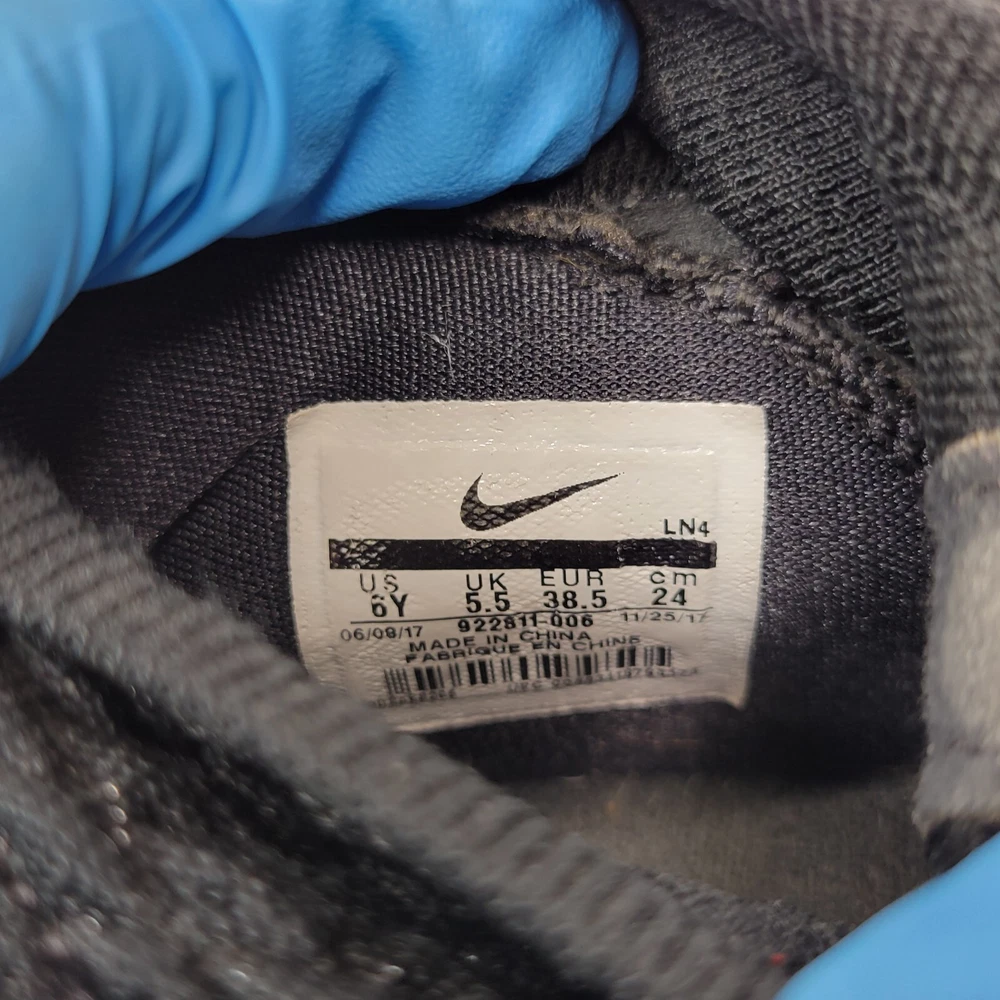 LN4
US UK EUR cm
6Y 5.5 38.5 24
06/09/17 922811-006 11/25/17
MADE IN CHINA
FABRIQUE EN CHINE